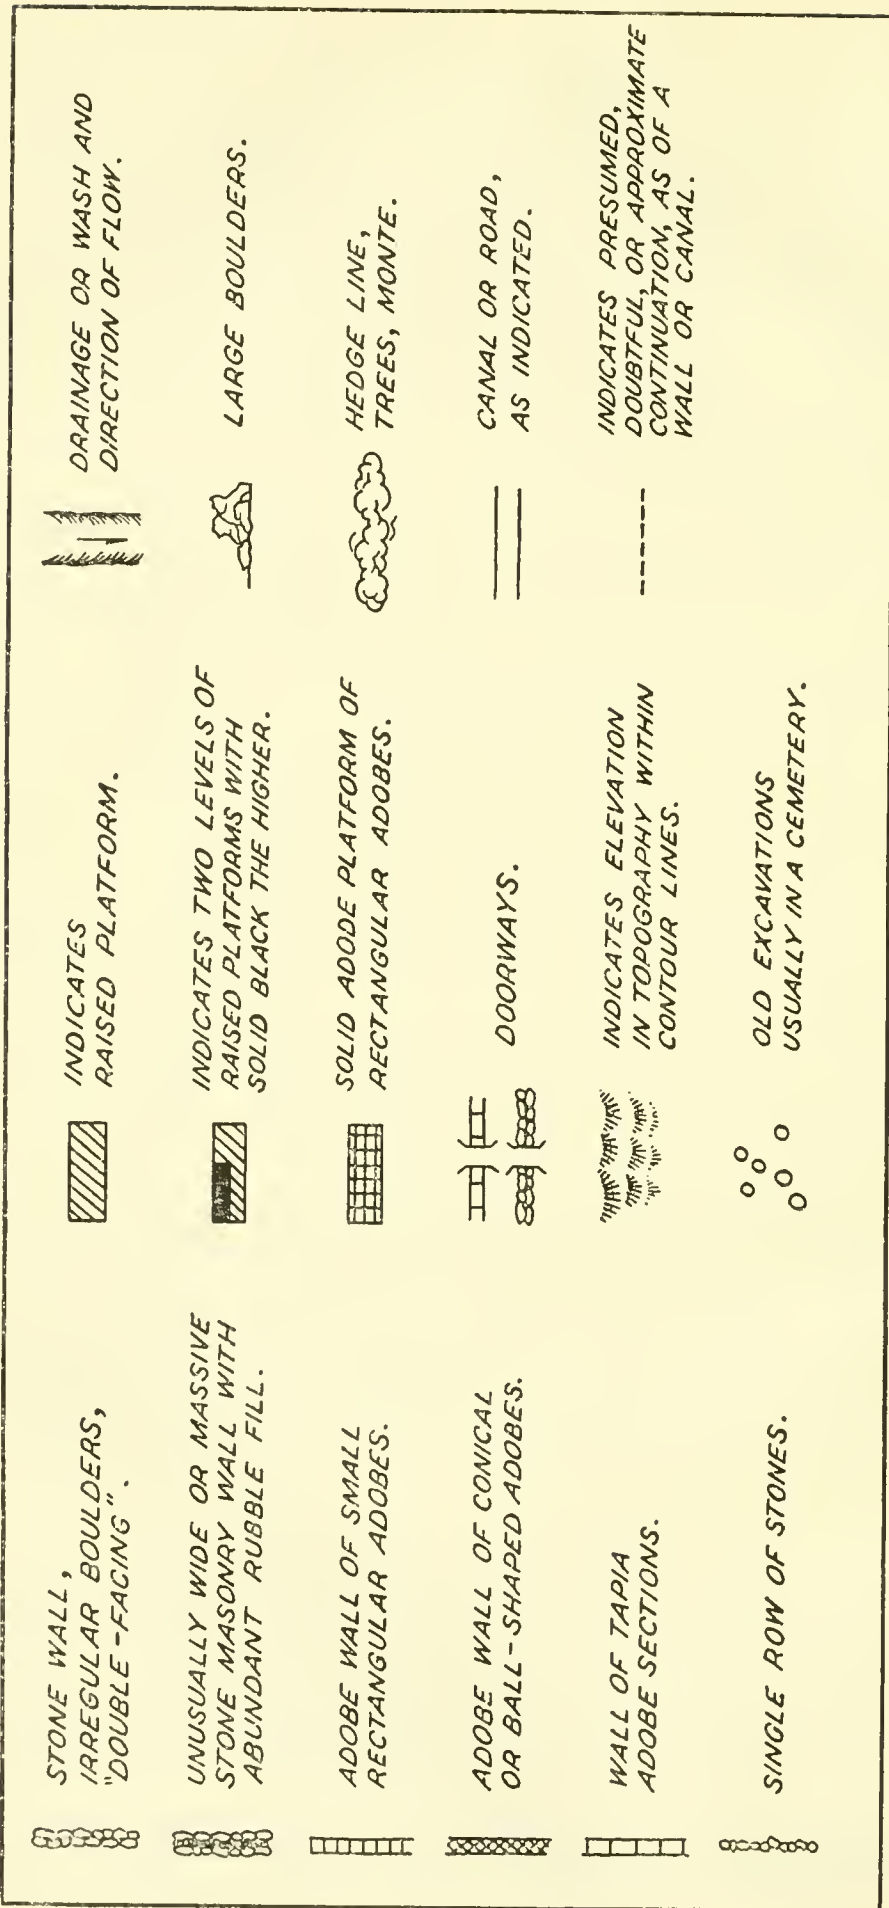 STONE WALL,
IRREGULAR BOULDERS,
"DOUBLE-FACING".
UNUSUALLY WIDE OR MASSIVE
STONE MASONRY WALL WITH
ABUNDANT RUBBLE FILL.
ADOBE WALL OF SMALL
RECTANGULAR ADOBES.
ADOBE WALL OF CONICAL
OR BALL-SHAPED ADOBES.
WALL OF TAPIA
ADOBE SECTIONS.
SINGLE ROW OF STONES.
INDICATES
RAISED PLATFORM.
INDICATES TWO LEVELS OF
RAISED PLATFORMS WITH
SOLID BLACK THE HIGHER.
SOLID ADODE PLATFORM OF
RECTANGULAR ADOBES.
DOORWAYS.
INDICATES ELEVATION
IN TOPOGRAPHY WITHIN
CONTOUR LINES.
OLD EXCAVATIONS
USUALLY IN A CEMETERY.
DRAINAGE OR WASH AND
DIRECTION OF FLOW.
LARGE BOULDERS.
HEDGE LINE,
TREES, MONTE.
CANAL OR ROAD,
AS INDICATED.
INDICATES PRESUMED,
DOUBTFUL, OR APPROXIMATE
CONTINUATION, AS OF A
WALL OR CANAL.